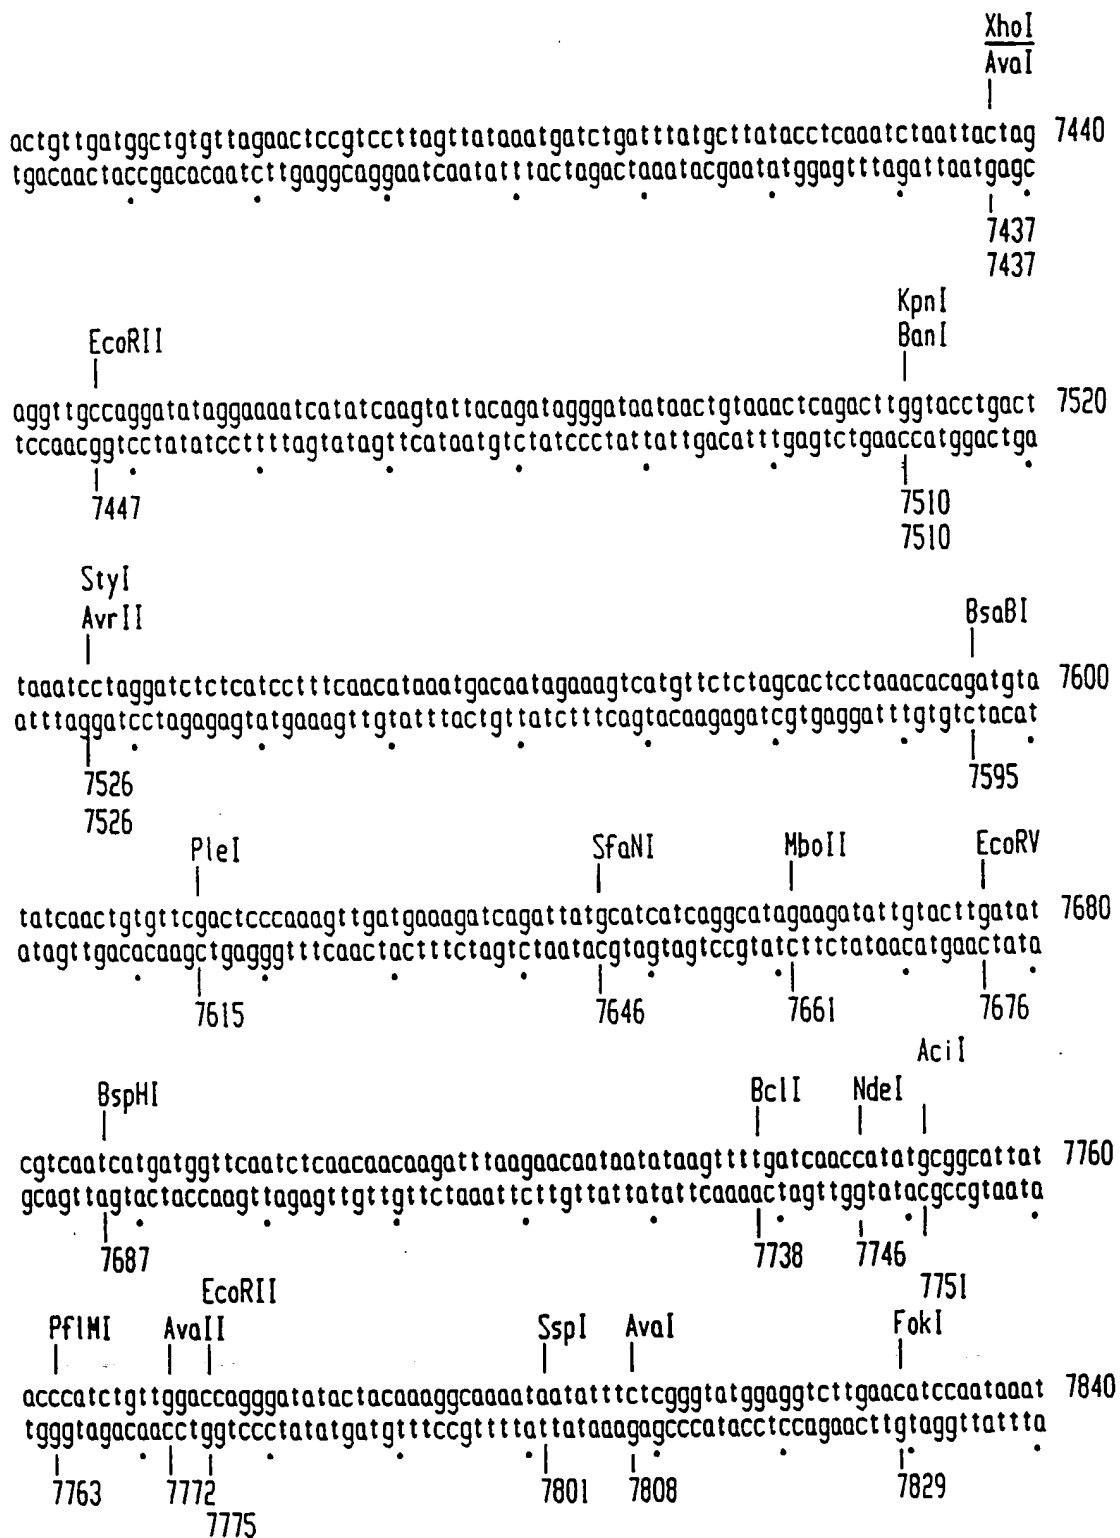 XhoI
AvaI
actgttgatggctgtgttagaactccgtccttagttataaatgatctgatttatgcttatacctcaaatctaattactag 7440
tgacaactaccgacacaatcttgaggcaggaatcaatatttactagactaaatacgaatatggagtttagattaatgagc
7437
7437
KpnI
EcoRII BanI
aggttgccaggatataggaaaatcatatcaagtattacagatagggataataactgtaaactcagacttggtacctgact 7520
tccaacggtcctatatccttttagtatagttcataatgtctatccctattattgacatttgagtctgaaccatggactga
7447 7510
7510
StyI
AvrII BsaBI
taaatcctaggatctctcatcctttcaacataaatgacaatagaaagtcatgttctctagcactcctaaacacagatgta 7600
atttaggatcctagagagtatgaaagttgtatttactgttatctttcagtacaagagatcgtgaggatttgtgtctacat
7526 7595
7526
PleI SfaNI MboII EcoRV
tatcaactgtgttcgactcccaaagttgatgaaagatcagattatgcatcatcaggcatagaagatattgtacttgatat 7680
atagttgacacaagctgagggtttcaactactttctagtctaatacgtagtagtccgtatcttctataacatgaactata
7615 7646 7661 7676
AciI
BspHI BclI NdeI
cgtcaatcatgatggttcaatctcaacaacaagatttaagaacaataatataagttttgatcaaccatatgcggcattat 7760
gcagttagtactaccaagttagagttgttgttctaaattcttgttattatattcaaaactagttggtatacgccgtaata
7687 7738 7746
7751
EcoRII
PflMI AvaII SspI AvaI FokI
acccatctgttggaccagggatatactacaaaggcaaaataatatttctcgggtatggaggtcttgaacatccaataaat 7840
tgggtagacaacctggtccctatatgatgtttccgttttattataaagagcccatacctccagaacttgtaggttattta
7763 7772 7801 7808 7829
7775